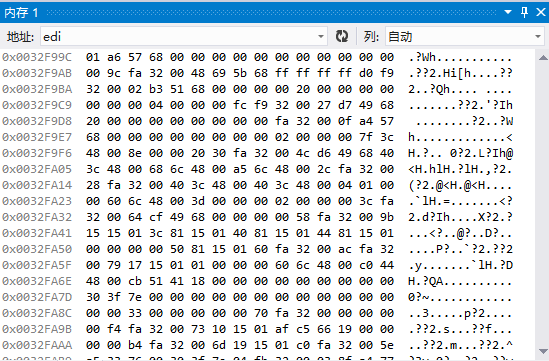 内存 1
地址: edi 列: 自动
0x0032F99C 01 a6 57 68 00 00 00 00 00 00 00 00 00 00 00 .?Wh...........
0x0032F9AB 00 9c fa 32 00 48 69 5b 68 ff ff ff ff d0 f9 .??2.Hi[h....??
0x0032F9BA 32 00 02 b3 51 68 00 00 00 00 00 20 00 00 00 2..?Qh..... ...
0x0032F9C9 00 00 00 04 00 00 00 fc f9 32 00 27 d7 49 68 .......??2.'?Ih
0x0032F9D8 20 00 00 00 00 00 00 00 00 fa 32 00 0f a4 57  ........?2..?W
0x0032F9E7 68 00 00 00 00 00 00 00 00 02 00 00 00 7f 3c h.............<
0x0032F9F6 48 00 8e 00 00 20 30 fa 32 00 4c d6 49 68 40 H.?.. 0?2.L?Ih@
0x0032FA05 3c 48 00 68 6c 48 00 a5 6c 48 00 2c fa 32 00 <H.hlH.?lH.,?2.
0x0032FA14 28 fa 32 00 40 3c 48 00 40 3c 48 00 04 01 00 (?2.@<H.@<H....
0x0032FA23 00 60 6c 48 00 3d 00 00 00 02 00 00 00 3c fa .`lH.=.......<?
0x0032FA32 32 00 64 cf 49 68 00 00 00 00 58 fa 32 00 9b 2.d?Ih....X?2.?
0x0032FA41 15 15 01 3c 81 15 01 40 81 15 01 44 81 15 01 ...<?..@?..D?..
0x0032FA50 00 00 00 00 50 81 15 01 60 fa 32 00 ac fa 32 ....P?..`?2.??2
0x0032FA5F 00 79 17 15 01 01 00 00 00 60 6c 48 00 c0 44 .y.......`lH.?D
0x0032FA6E 48 00 cb 51 41 18 00 00 00 00 00 00 00 00 00 H.?QA..........
0x0032FA7D 30 3f 7e 00 00 00 00 00 00 00 00 00 00 00 00 0?~............
0x0032FA8C 00 00 33 00 00 00 00 00 70 fa 32 00 00 00 00 ..3.....p?2....
0x0032FA9B 00 f4 fa 32 00 73 10 15 01 af c5 66 19 00 00 .??2.s...??f...
0x0032FAAA 00 00 b4 fa 32 00 6d 19 15 01 c0 fa 32 00 5e ..??2.m...??2.^